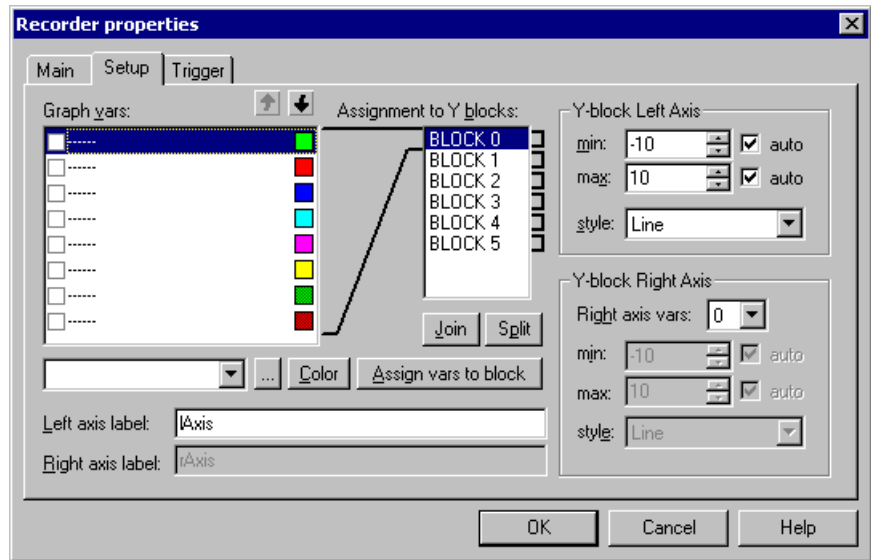 Recorder properties
Main Setup Trigger
Graph vars:
------
------
------
------
------
------
------
------
... Color Assign vars to block
Assignment to Y blocks:
BLOCK 0
BLOCK 1
BLOCK 2
BLOCK 3
BLOCK 4
BLOCK 5
Join Split
Left axis label: lAxis
Right axis label: rAxis
Y-block Left Axis
min: -10 auto
max: 10 auto
style: Line
Y-block Right Axis
Right axis vars: 0
min: -10 auto
max: 10 auto
style: Line
OK Cancel Help